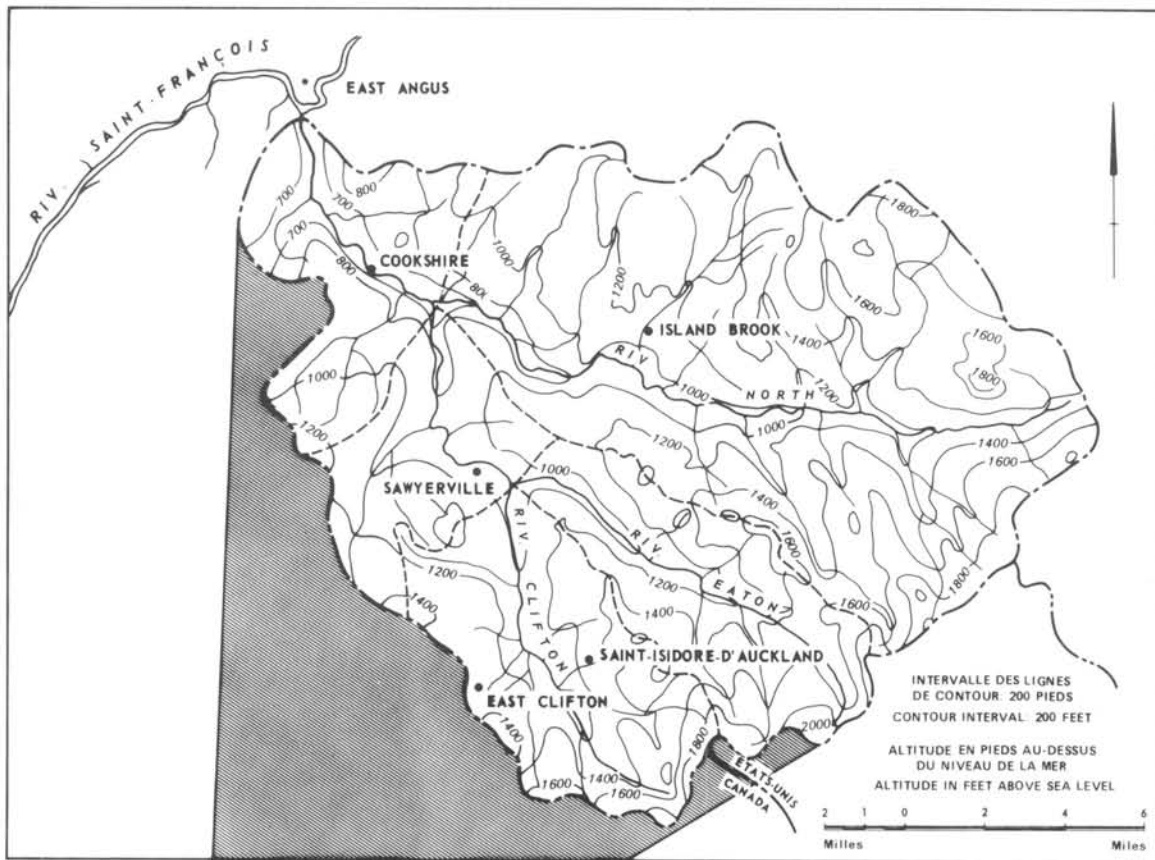 RIV. SAINT-FRANÇOIS
EAST ANGUS
700
700
800
700
800
COOKSHIRE
800
1000
1200
1800
1600
ISLAND BROOK
1400
1600
1800
RIV
NORTH
1000
1200
1000
1000
1200
1200
1400
1600
SAWYERVILLE
1000
1400
1600
RIV CLIFTON
RIV EATON
1200
1200
1400
1400
1600
1800
SAINT-ISIDORE-D'AUCKLAND
EAST CLIFTON
1400
1600
1400
1600
1800
2000
ÉTATS-UNIS
CANADA
INTERVALLE DES LIGNES
DE CONTOUR: 200 PIEDS
CONTOUR INTERVAL: 200 FEET
ALTITUDE EN PIEDS AU-DESSUS
DU NIVEAU DE LA MER
ALTITUDE IN FEET ABOVE SEA LEVEL
2 1 0 2 4 6
Milles Miles